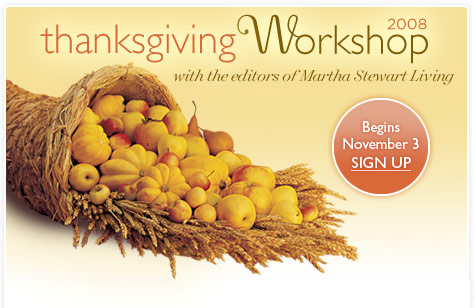 thanksgiving Workshop 2008
with the editors of Martha Stewart Living
Begins
November 3
SIGN UP